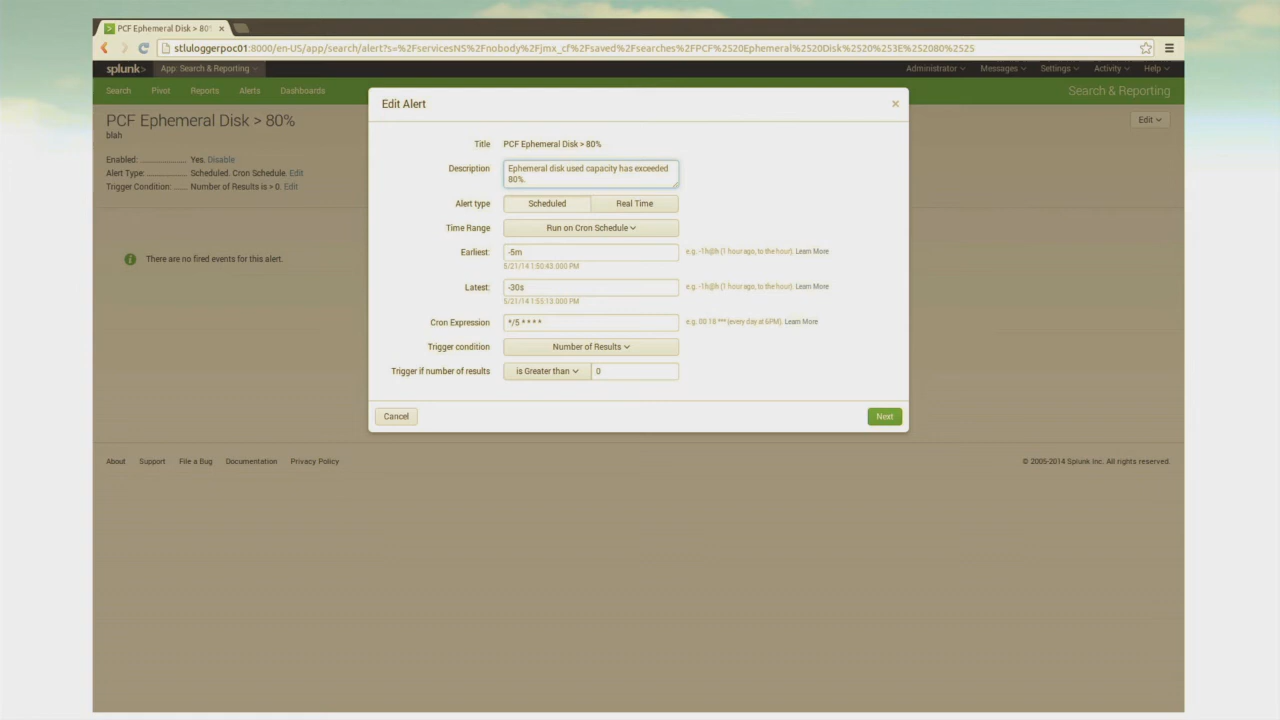 PCF Ephemeral Disk > 80%
stluloggerpoc01:8000/en-US/app/search/alert?s=%2FservicesNS%2Fnobody%2Fjmx_cf%2Fsaved%2Fsearches%2FPCF%2520Ephemeral%2520Disk%2520%253E%252080%2525
splunk> App: Search & Reporting Administrator Messages Settings Activity Help
Search Pivot Reports Alerts Dashboards Search & Reporting
PCF Ephemeral Disk > 80% Edit
blah
Enabled: Yes. Disable
Alert Type: Scheduled. Cron Schedule. Edit
Trigger Condition: Number of Results is > 0. Edit
There are no fired events for this alert.
Edit Alert
Title PCF Ephemeral Disk > 80%
Description Ephemeral disk used capacity has exceeded
80%.
Alert type Scheduled Real Time
Time Range Run on Cron Schedule
Earliest: -5m e.g. -1h@h (1 hour ago, to the hour). Learn More
5/21/14 1:50:43.000 PM
Latest: -30s e.g. -1h@h (1 hour ago, to the hour). Learn More
5/21/14 1:55:13.000 PM
Cron Expression */5 * * * * e.g. 00 18 *** (every day at 6PM). Learn More
Trigger condition Number of Results
Trigger if number of results is Greater than 0
Cancel Next
About Support File a Bug Documentation Privacy Policy © 2005-2014 Splunk Inc. All rights reserved.